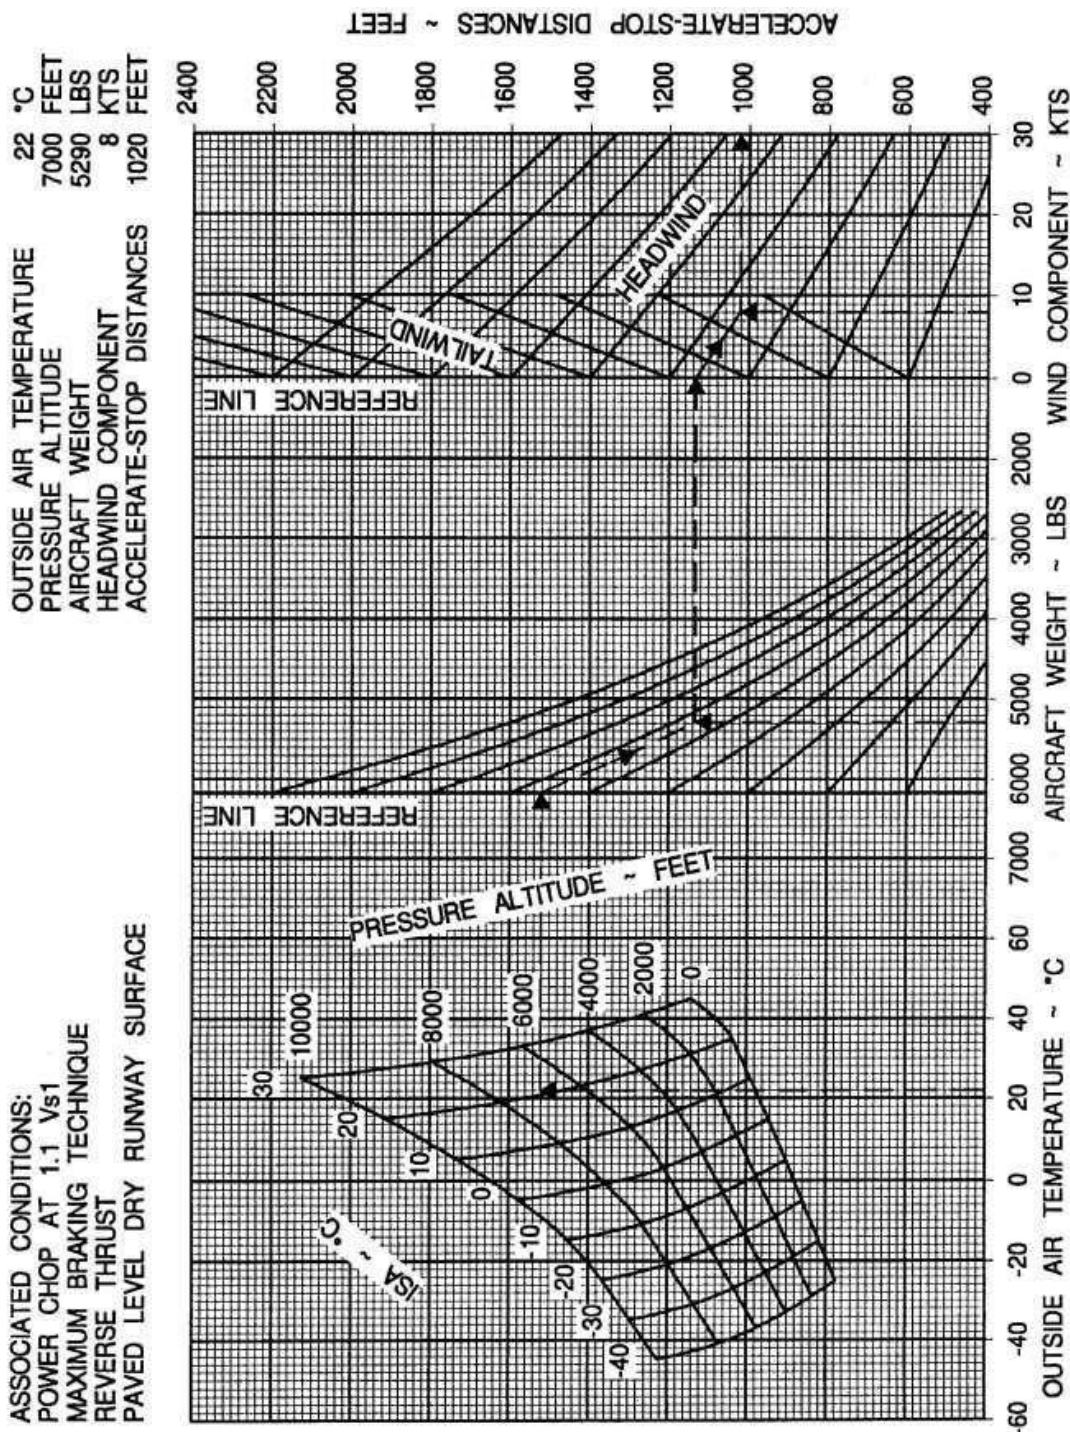 ASSOCIATED CONDITIONS:
POWER CHOP AT 1.1 Vs1
MAXIMUM BRAKING TECHNIQUE
REVERSE THRUST
PAVED LEVEL DRY RUNWAY SURFACE
OUTSIDE AIR TEMPERATURE 22 °C
PRESSURE ALTITUDE 7000 FEET
AIRCRAFT WEIGHT 5290 LBS
HEADWIND COMPONENT 8 KTS
ACCELERATE-STOP DISTANCES 1020 FEET
ISA ~ °C
-40
-30
-20
-10
0
10
20
30
PRESSURE ALTITUDE ~ FEET
10000
8000
6000
4000
2000
0
REFERENCE LINE
REFERENCE LINE
TAILWIND
HEADWIND
2400
2200
2000
1800
1600
1400
1200
1000
800
600
400
ACCELERATE-STOP DISTANCES ~ FEET
-60 -40 -20 0 20 40 60
7000 6000 5000 4000 3000 2000
0 10 20 30
OUTSIDE AIR TEMPERATURE ~ °C
AIRCRAFT WEIGHT ~ LBS
WIND COMPONENT ~ KTS